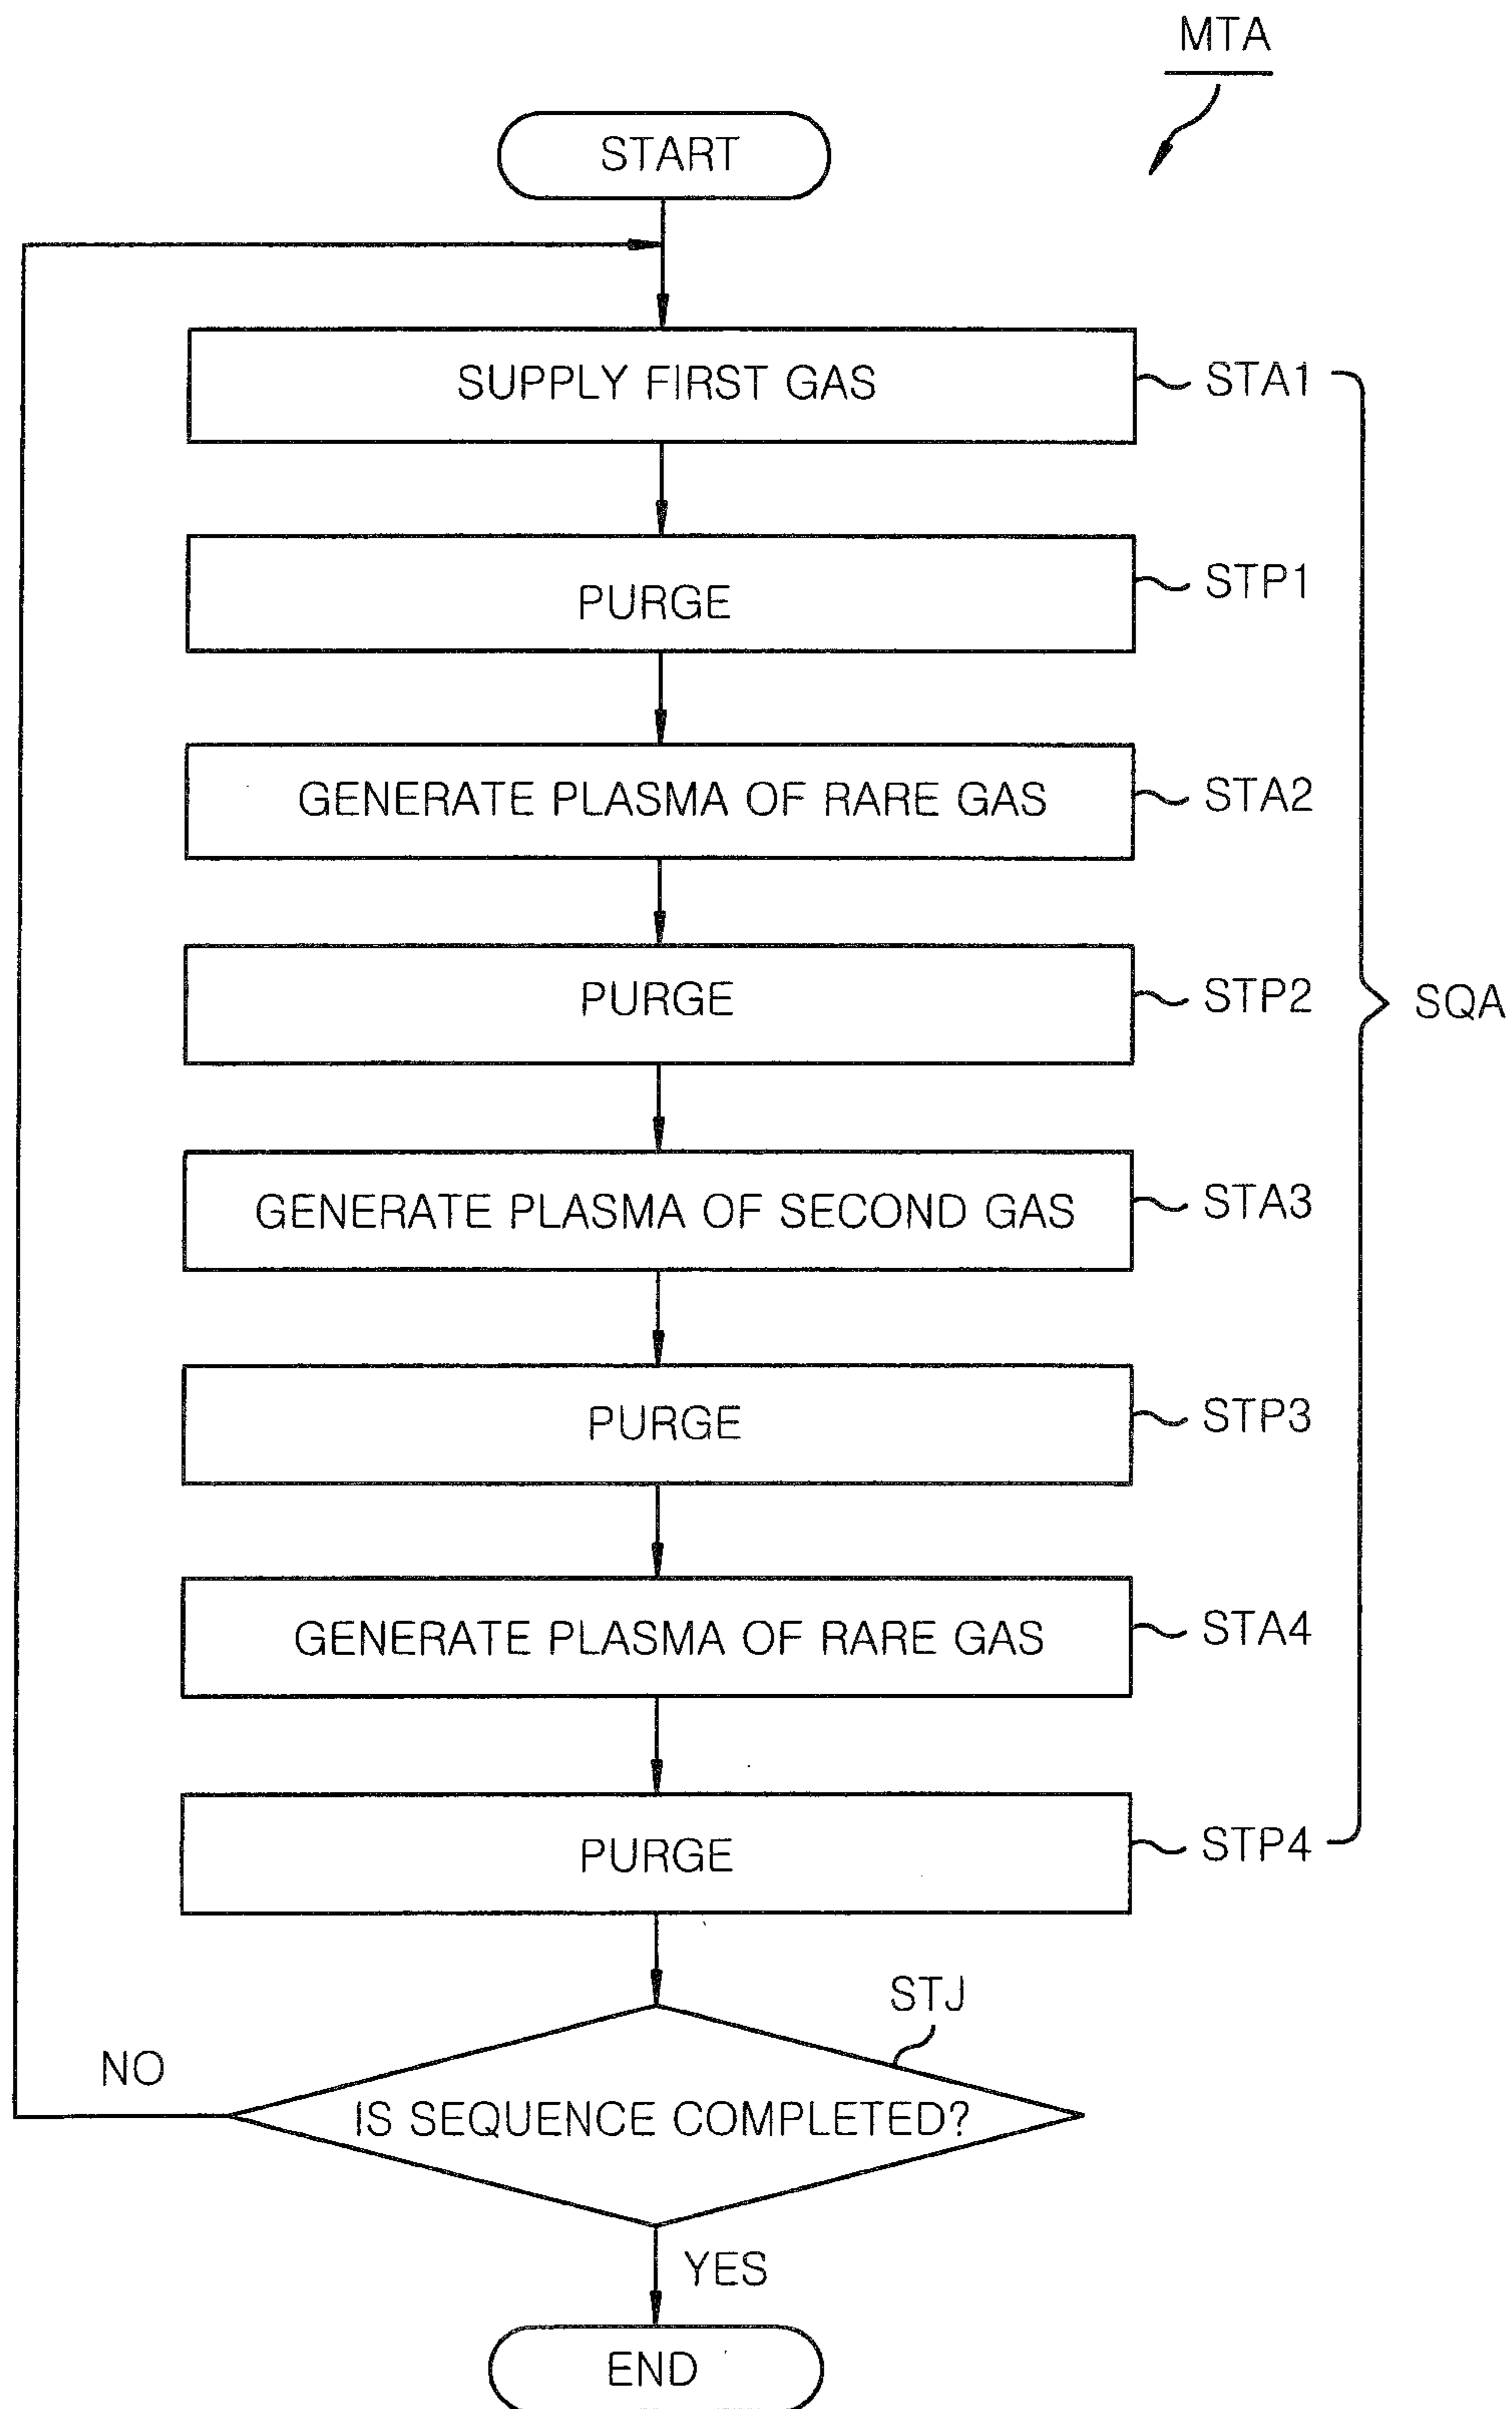 MTA
START
SUPPLY FIRST GAS
STA1
PURGE
STP1
GENERATE PLASMA OF RARE GAS
STA2
PURGE
STP2
SQA
GENERATE PLASMA OF SECOND GAS
STA3
PURGE
STP3
GENERATE PLASMA OF RARE GAS
STA4
PURGE
STP4
STJ
NO
IS SEQUENCE COMPLETED?
YES
END